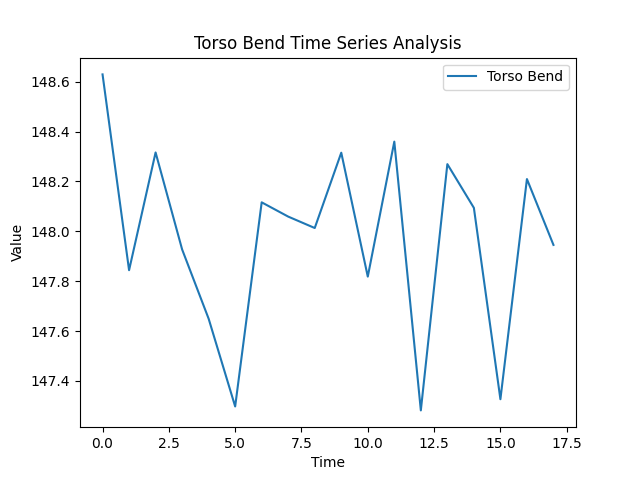 Torso Bend Time Series Analysis
Torso Bend
148.6
148.4
148.2
148.0
147.8
147.6
147.4
Value
0.0 2.5 5.0 7.5 10.0 12.5 15.0 17.5
Time